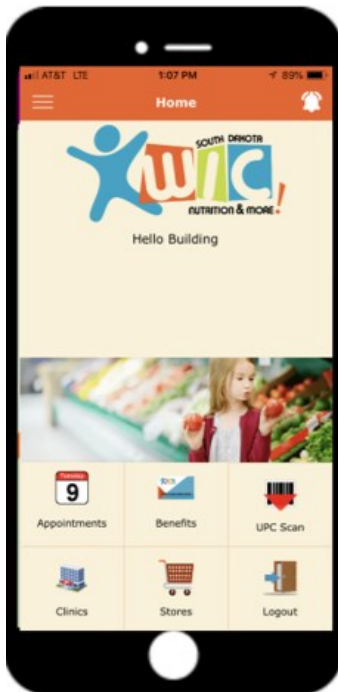 AT&T LTE 1:07 PM 89%
Home
SOUTH DAKOTA
WIC!
NUTRITION & MORE
Hello Building
Tuesday
9
Appointments
Benefits
UPC Scan
Clinics
Stores
Logout